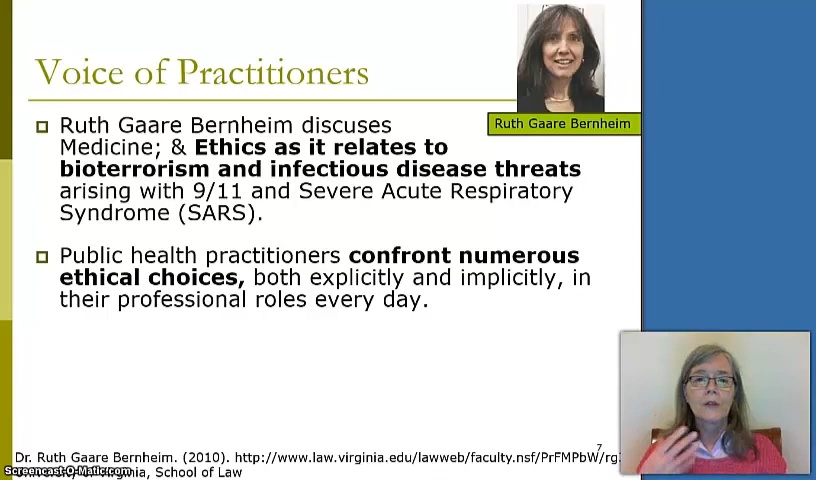 Voice of Practitioners
Ruth Gaare Bernheim
Ruth Gaare Bernheim discuses
Medicine; & Ethics as it relates to
bioterrorism and infectious disease threats
arising with 9/11 and Severe Acute Respiratory
Syndrome (SARS).
Public health practitioners confront numerous
ethical choices, both explicitly and implicitly, in
their professional roles every day.
7
Dr. Ruth Gaare Bernheim. (2010). http://www.law.virginia.edu/lawweb/faculty.nsf/PrFMPbW/rg
Screencast-O-Matic.com
Virginia, School of Law